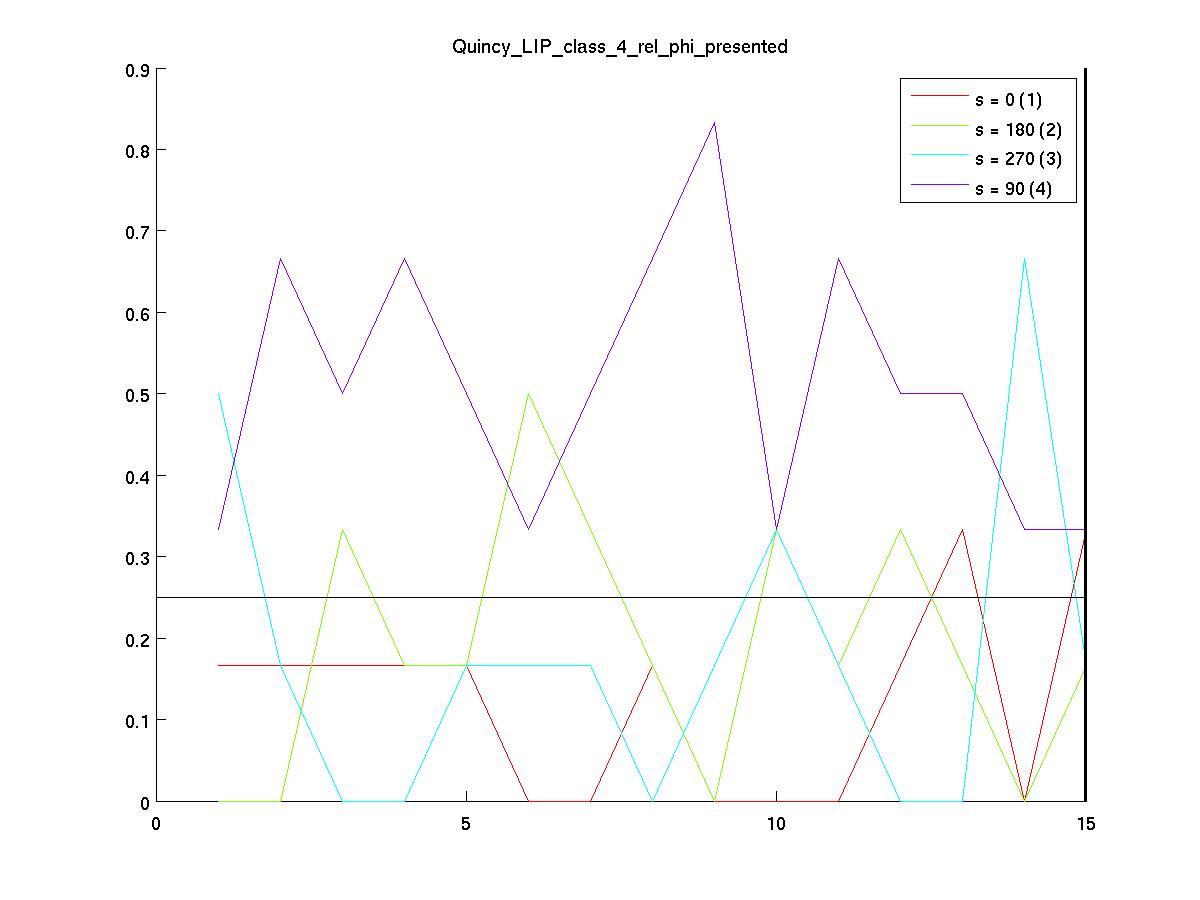 Quincy_LIP_class_4_rel_phi_presented
0.9
0.8
0.7
0.6
0.5
0.4
0.3
0.2
0.1
0
0 5 10 15
s = 0 (1)
s = 180 (2)
s = 270 (3)
s = 90 (4)